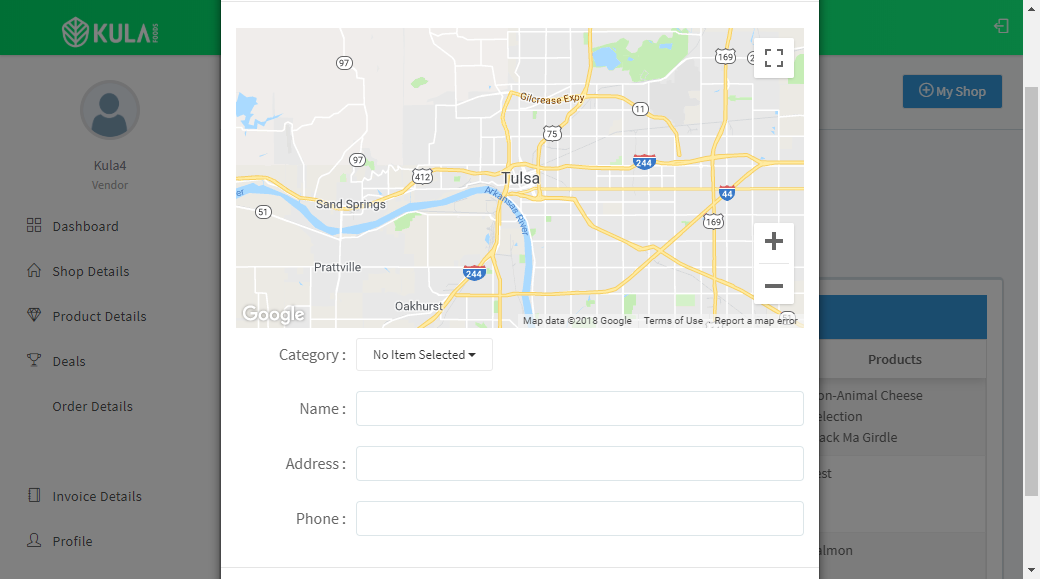 KULA FOODS
Kula4
Vendor
Dashboard
Shop Details
Product Details
Deals
Order Details
Invoice Details
Profile
My Shop
97
169
Gilcrease Expy
11
75
97
412
244
Tulsa
44
Sand Springs
Arkansas River
51
169
Prattville
244
Oakhurst
Google
Map data ©2018 Google
Terms of Use
Report a map error
Category :
No Item Selected
Name :
Address :
Phone :
Products
on-Animal Cheese
election
ack Ma Girdle
est
almon